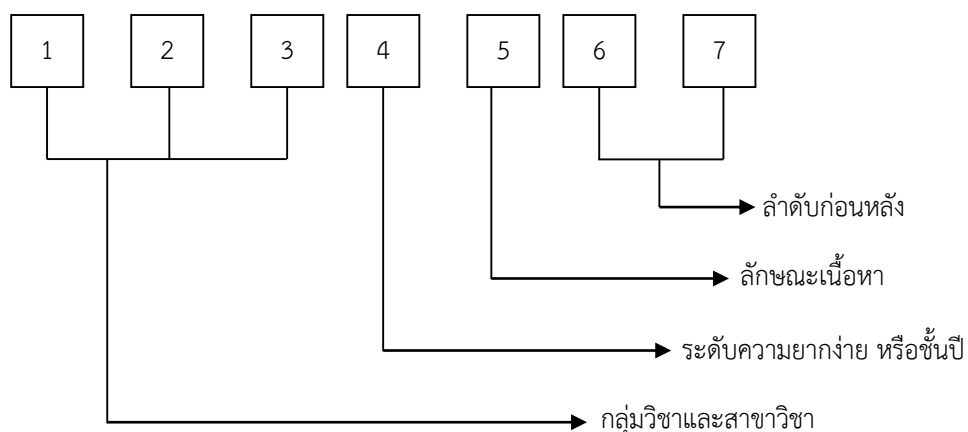 1 2 3 4 5 6 7
ลำดับก่อนหลัง
ลักษณะเนื้อหา
ระดับความยากง่าย หรือชั้นปี
กลุ่มวิชาและสาขาวิชา